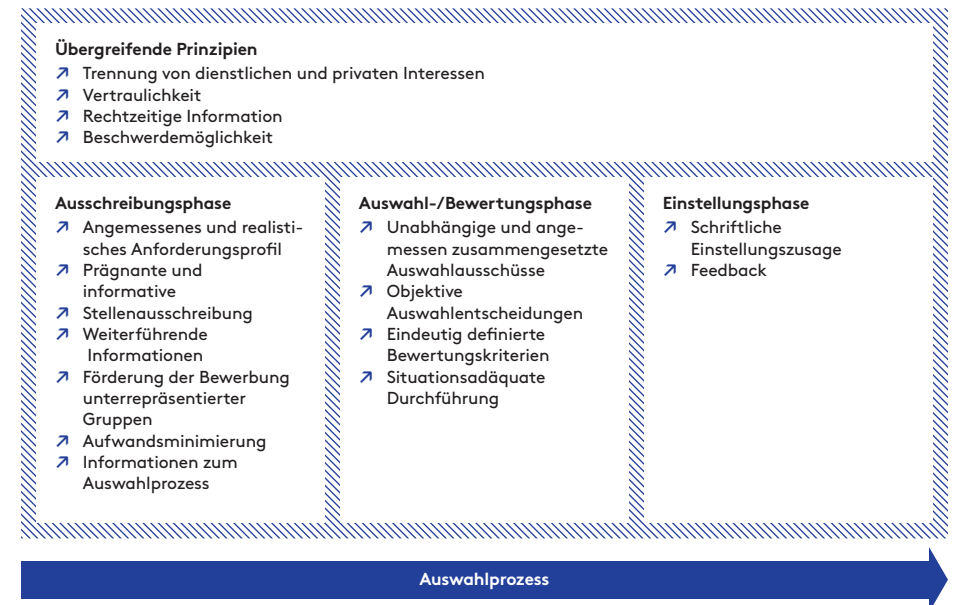 Übergreifende Prinzipien
Trennung von dienstlichen und privaten Interessen
Vertraulichkeit
Rechtzeitige Information
Beschwerdemöglichkeit
Ausschreibungsphase
Angemessenes und realisti-
sches Anforderungsprofil
Prägnante und
informative
Stellenausschreibung
Weiterführende
Informationen
Förderung der Bewerbung
unterrepräsentierter
Gruppen
Aufwandsminimierung
Informationen zum
Auswahlprozess
Auswahl-/Bewertungsphase
Unabhängige und ange-
messen zusammengesetzte
Auswahlausschüsse
Objektive
Auswahlentscheidungen
Eindeutig definierte
Bewertungskriterien
Situationsadäquate
Durchführung
Einstellungsphase
Schriftliche
Einstellungszusage
Feedback
Auswahlprozess